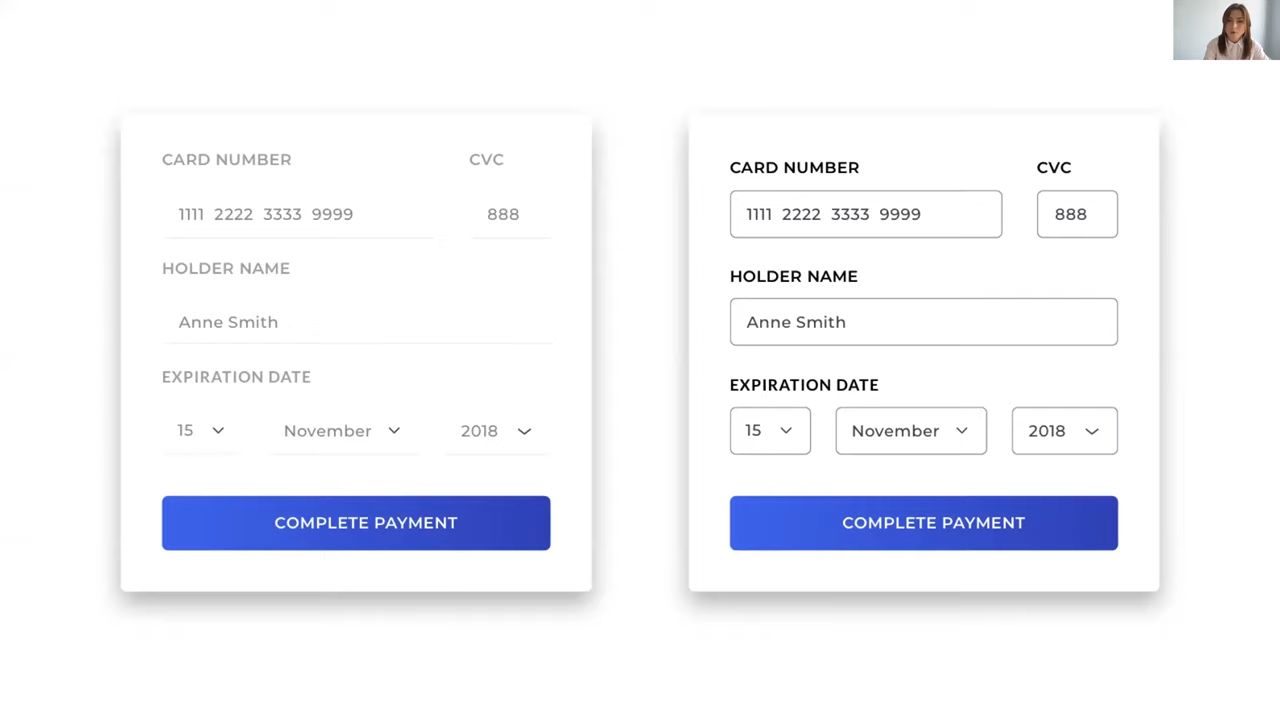 CARD NUMBER CVC
1111 2222 3333 9999 888
HOLDER NAME
Anne Smith
EXPIRATION DATE
15 November 2018
COMPLETE PAYMENT
CARD NUMBER CVC
1111 2222 3333 9999 888
HOLDER NAME
Anne Smith
EXPIRATION DATE
15 November 2018
COMPLETE PAYMENT